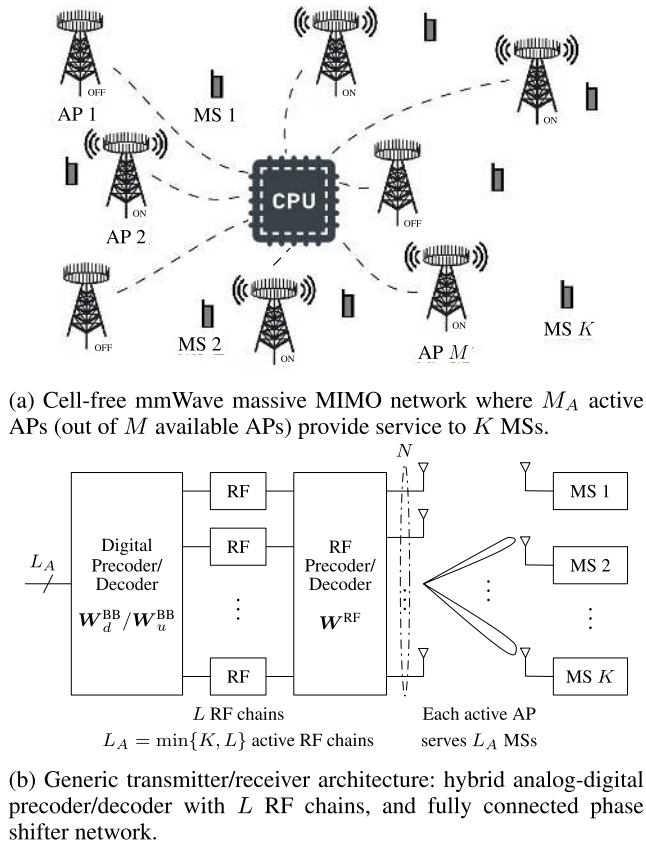 OFF
AP 1
MS 1
ON
ON
ON
AP 2
CPU
OFF
OFF
MS 2
ON
ON
AP M
MS K
(a) Cell-free mmWave massive MIMO network where M_A active
APs (out of M available APs) provide service to K MSs.
L_A
Digital
Precoder/
Decoder
W_d^BB/W_u^BB
RF
RF
⋮
RF
RF
Precoder/
Decoder
W^RF
N
⋮
⋮
MS 1
MS 2
⋮
MS K
L RF chains
L_A = min{K, L} active RF chains
Each active AP
serves L_A MSs
(b) Generic transmitter/receiver architecture: hybrid analog-digital
precoder/decoder with L RF chains, and fully connected phase
shifter network.